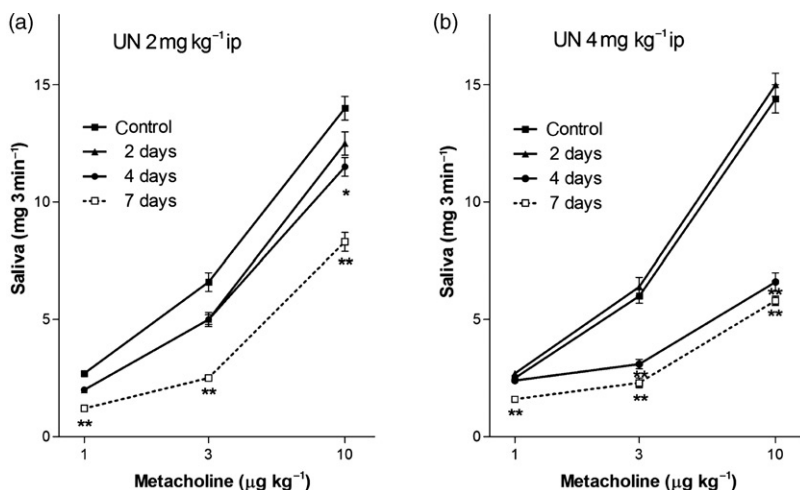 (a)
UN 2 mg kg⁻¹ ip
15
10
5
0
Saliva (mg 3 min⁻¹)
Control
2 days
4 days
7 days
*
**
**
**
1
3
10
Metacholine (µg kg⁻¹)
(b)
UN 4 mg kg⁻¹ ip
15
10
5
0
Saliva (mg 3 min⁻¹)
Control
2 days
4 days
7 days
**
**
**
**
**
1
3
10
Metacholine (µg kg⁻¹)